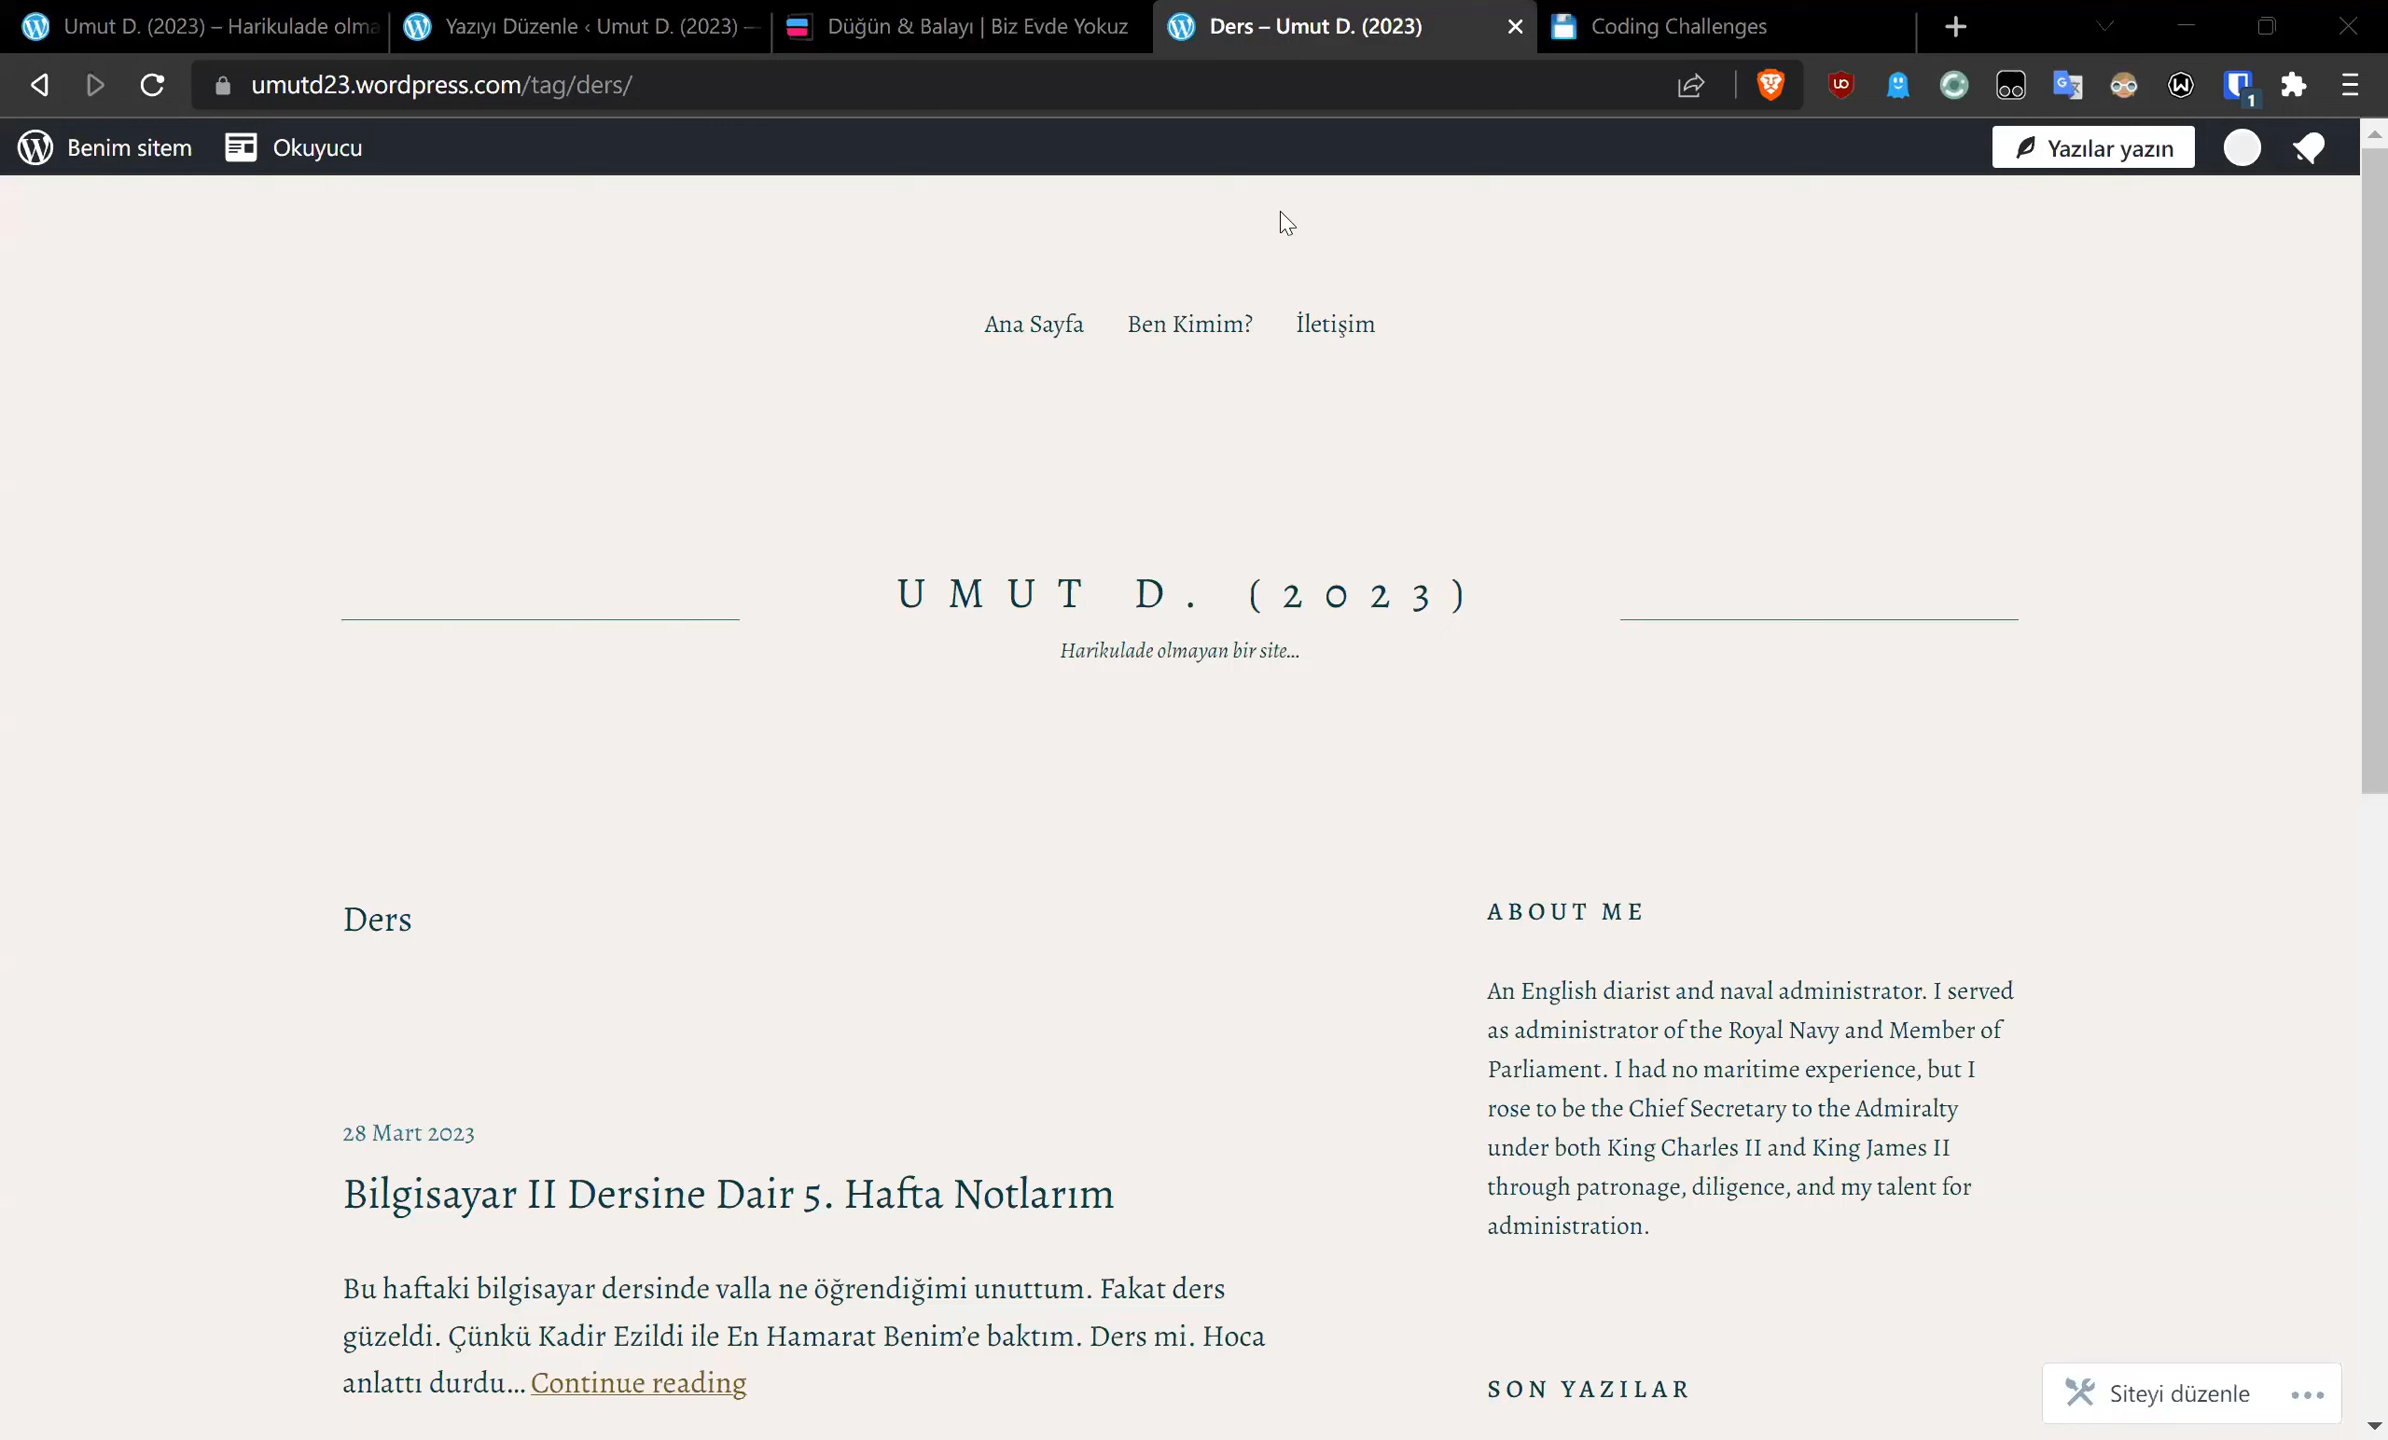 Umut D. (2023) – Harikulade olma
Yazıyı Düzenle ‹ Umut D. (2023) —
Düğün & Balayı | Biz Evde Yokuz
Ders – Umut D. (2023)
Coding Challenges
umutd23.wordpress.com/tag/ders/
1
Benim sitem
Okuyucu
Yazılar yazın
Ana Sayfa
Ben Kimim?
İletişim
UMUT D. (2023)
Harikulade olmayan bir site...
Ders
28 Mart 2023
Bilgisayar II Dersine Dair 5. Hafta Notlarım
Bu haftaki bilgisayar dersinde valla ne öğrendiğimi unuttum. Fakat ders
güzeldi. Çünkü Kadir Ezildi ile En Hamarat Benim’e baktım. Ders mi. Hoca
anlattı durdu… Continue reading
ABOUT ME
An English diarist and naval administrator. I served
as administrator of the Royal Navy and Member of
Parliament. I had no maritime experience, but I
rose to be the Chief Secretary to the Admiralty
under both King Charles II and King James II
through patronage, diligence, and my talent for
administration.
SON YAZILAR
Siteyi düzenle